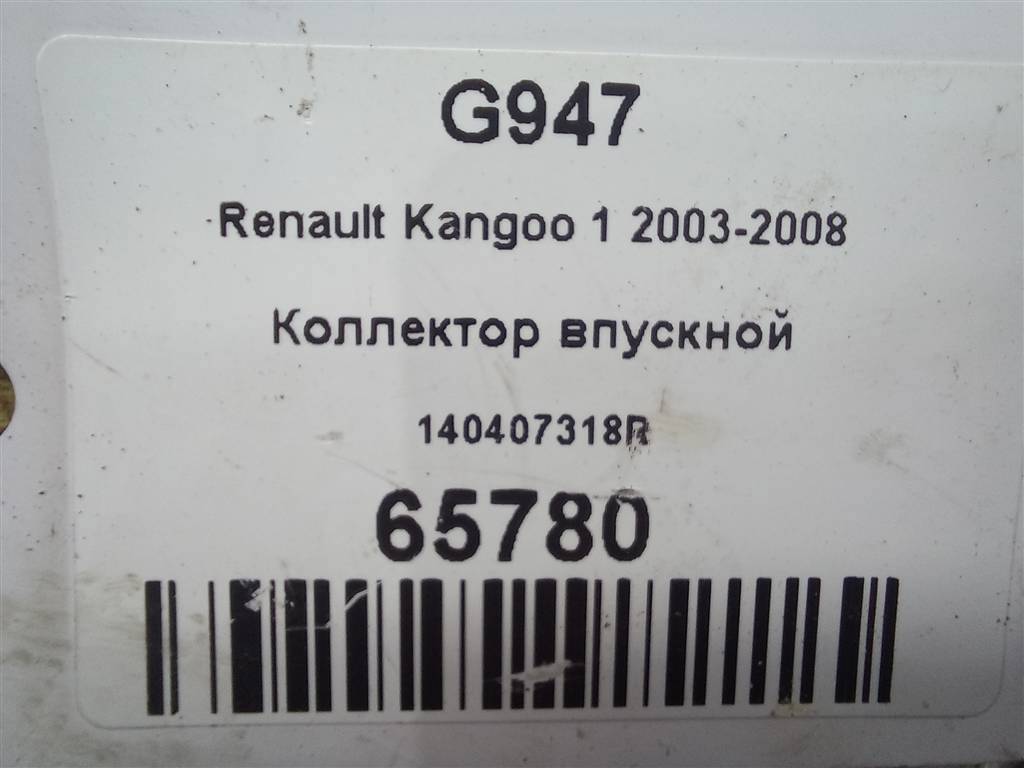 G947
Renault Kangoo 1 2003-2008
Коллектор впускной
140407318R
65780